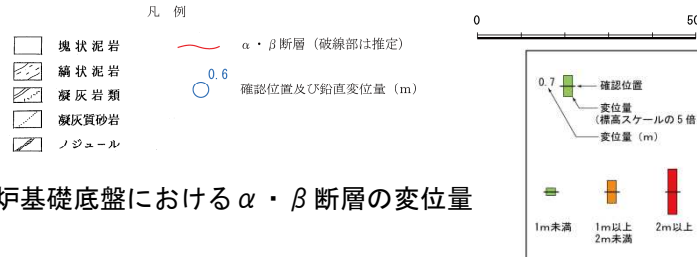 凡 例
塊 状 泥 岩
縞 状 泥 岩
凝 灰 岩 類
凝灰質砂岩
ノジュール
α・β断層（破線部は推定）
0.6
確認位置及び鉛直変位量（m）
炉基礎底盤におけるα・β断層の変位量
0
50
0.7
確認位置
変位量
（標高スケールの５倍
変位量（m）
1m未満
1m以上
2m未満
2m以上